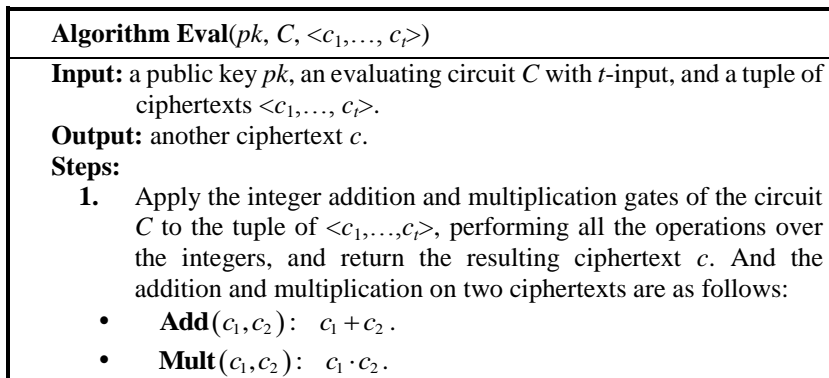 Algorithm Eval(pk, C, <c1,…, ct>)
Input: a public key pk, an evaluating circuit C with t-input, and a tuple of
ciphertexts <c1,…, ct>.
Output: another ciphertext c.
Steps:
1. Apply the integer addition and multiplication gates of the circuit
C to the tuple of <c1,…,ct>, performing all the operations over
the integers, and return the resulting ciphertext c. And the
addition and multiplication on two ciphertexts are as follows:
• Add(c1,c2): c1+c2.
• Mult(c1,c2): c1·c2.